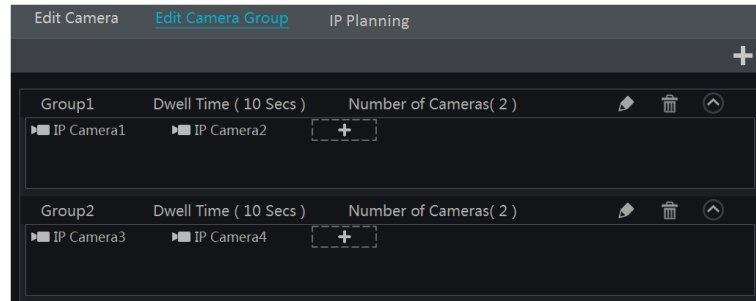 Edit Camera Edit Camera Group IP Planning
Group1 Dwell Time ( 10 Secs ) Number of Cameras( 2 )
IP Camera1 IP Camera2
Group2 Dwell Time ( 10 Secs ) Number of Cameras( 2 )
IP Camera3 IP Camera4